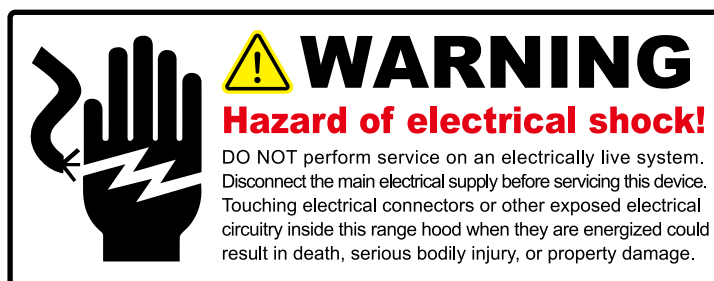 WARNING
Hazard of electrical shock!
DO NOT perform service on an electrically live system.
Disconnect the main electrical supply before servicing this device.
Touching electrical connectors or other exposed electrical
circuitry inside this range hood when they are energized could
result in death, serious bodily injury, or property damage.